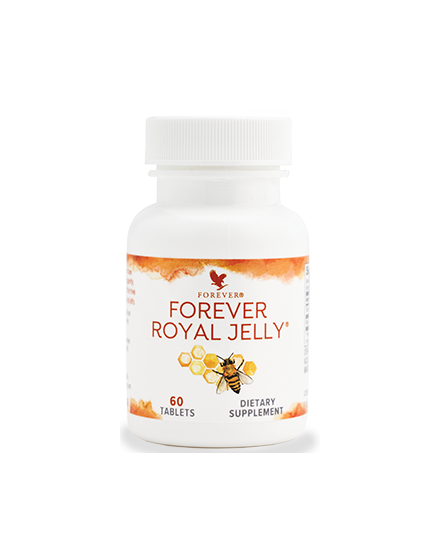 FOREVER®
FOREVER
ROYAL JELLY®
60
TABLETS
DIETARY
SUPPLEMENT